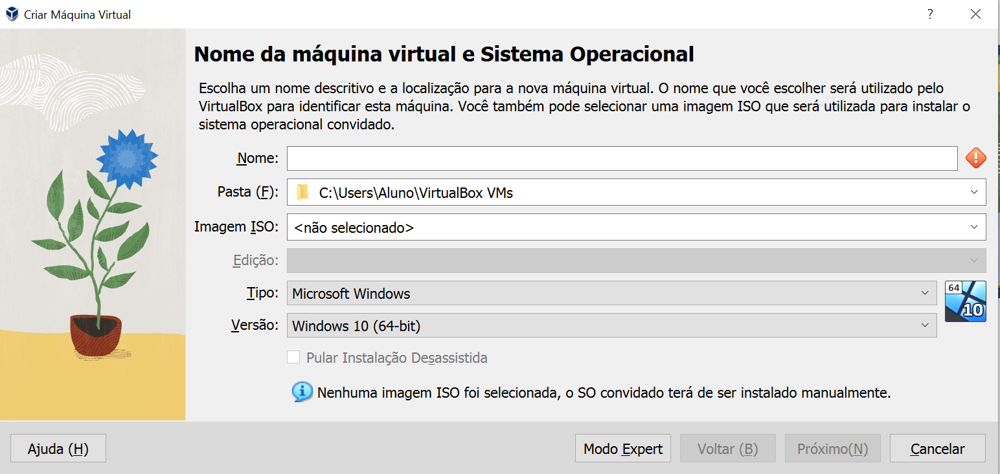 Criar Máquina Virtual
?
Nome da máquina virtual e Sistema Operacional
Escolha um nome descritivo e a localização para a nova máquina virtual. O nome que você escolher será utilizado pelo
VirtualBox para identificar esta máquina. Você também pode selecionar uma imagem ISO que será utilizada para instalar o
sistema operacional convidado.
Nome:
Pasta (F): C:\Users\Aluno\VirtualBox VMs
Imagem ISO: <não selecionado>
Edição:
Tipo: Microsoft Windows
64
10
Versão: Windows 10 (64-bit)
Pular Instalação Desassistida
Nenhuma imagem ISO foi selecionada, o SO convidado terá de ser instalado manualmente.
Ajuda (H) Modo Expert Voltar (B) Próximo(N) Cancelar